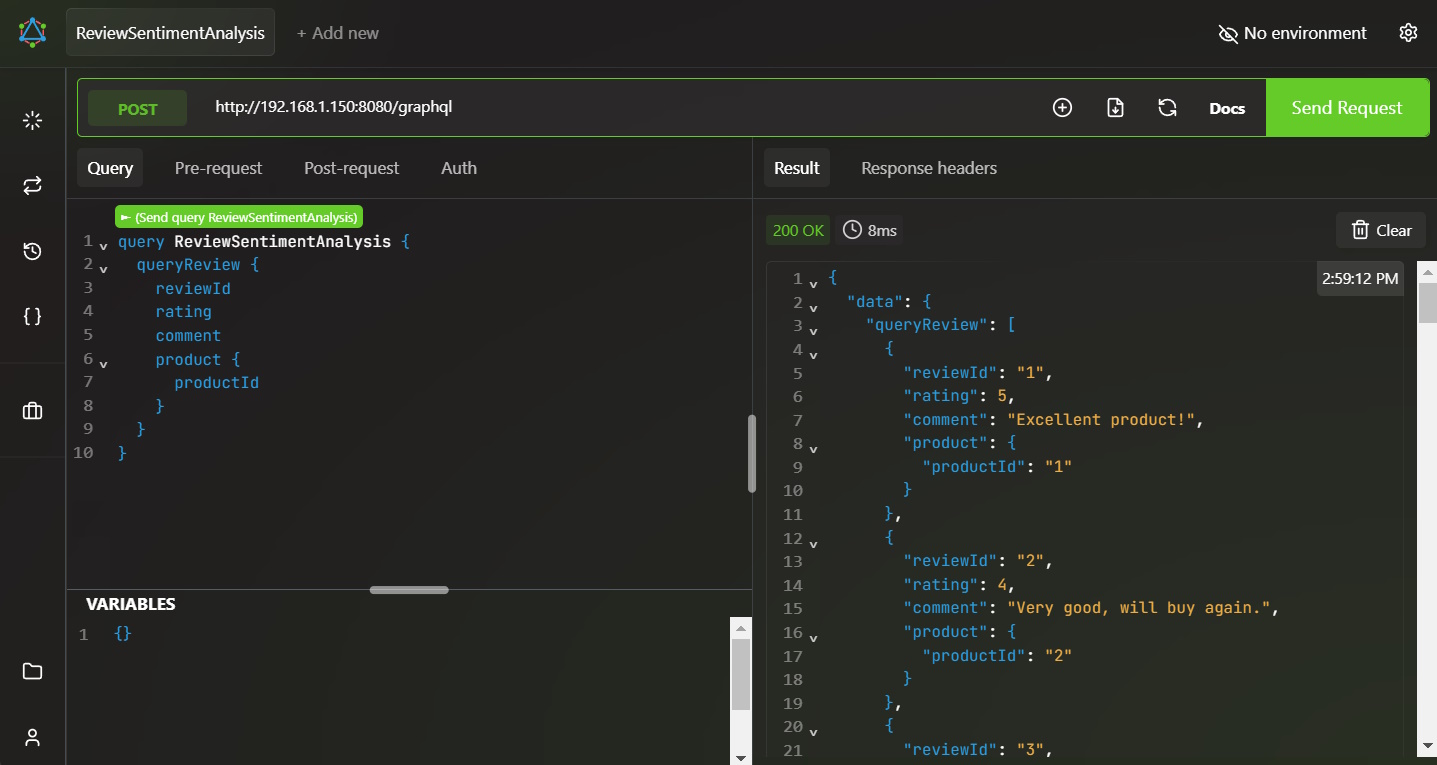 ReviewSentimentAnalysis + Add new No environment
POST http://192.168.1.150:8080/graphql Docs Send Request
Query Pre-request Post-request Auth
► (Send query ReviewSentimentAnalysis)
1 query ReviewSentimentAnalysis {
2 queryReview {
3 reviewId
4 rating
5 comment
6 product {
7 productId
8 }
9 }
10 }
VARIABLES
1 {}
Result Response headers
200 OK 8ms Clear
2:59:12 PM
1 {
2 "data": {
3 "queryReview": [
4 {
5 "reviewId": "1",
6 "rating": 5,
7 "comment": "Excellent product!",
8 "product": {
9 "productId": "1"
10 }
11 },
12 {
13 "reviewId": "2",
14 "rating": 4,
15 "comment": "Very good, will buy again.",
16 "product": {
17 "productId": "2"
18 }
19 },
20 {
21 "reviewId": "3",